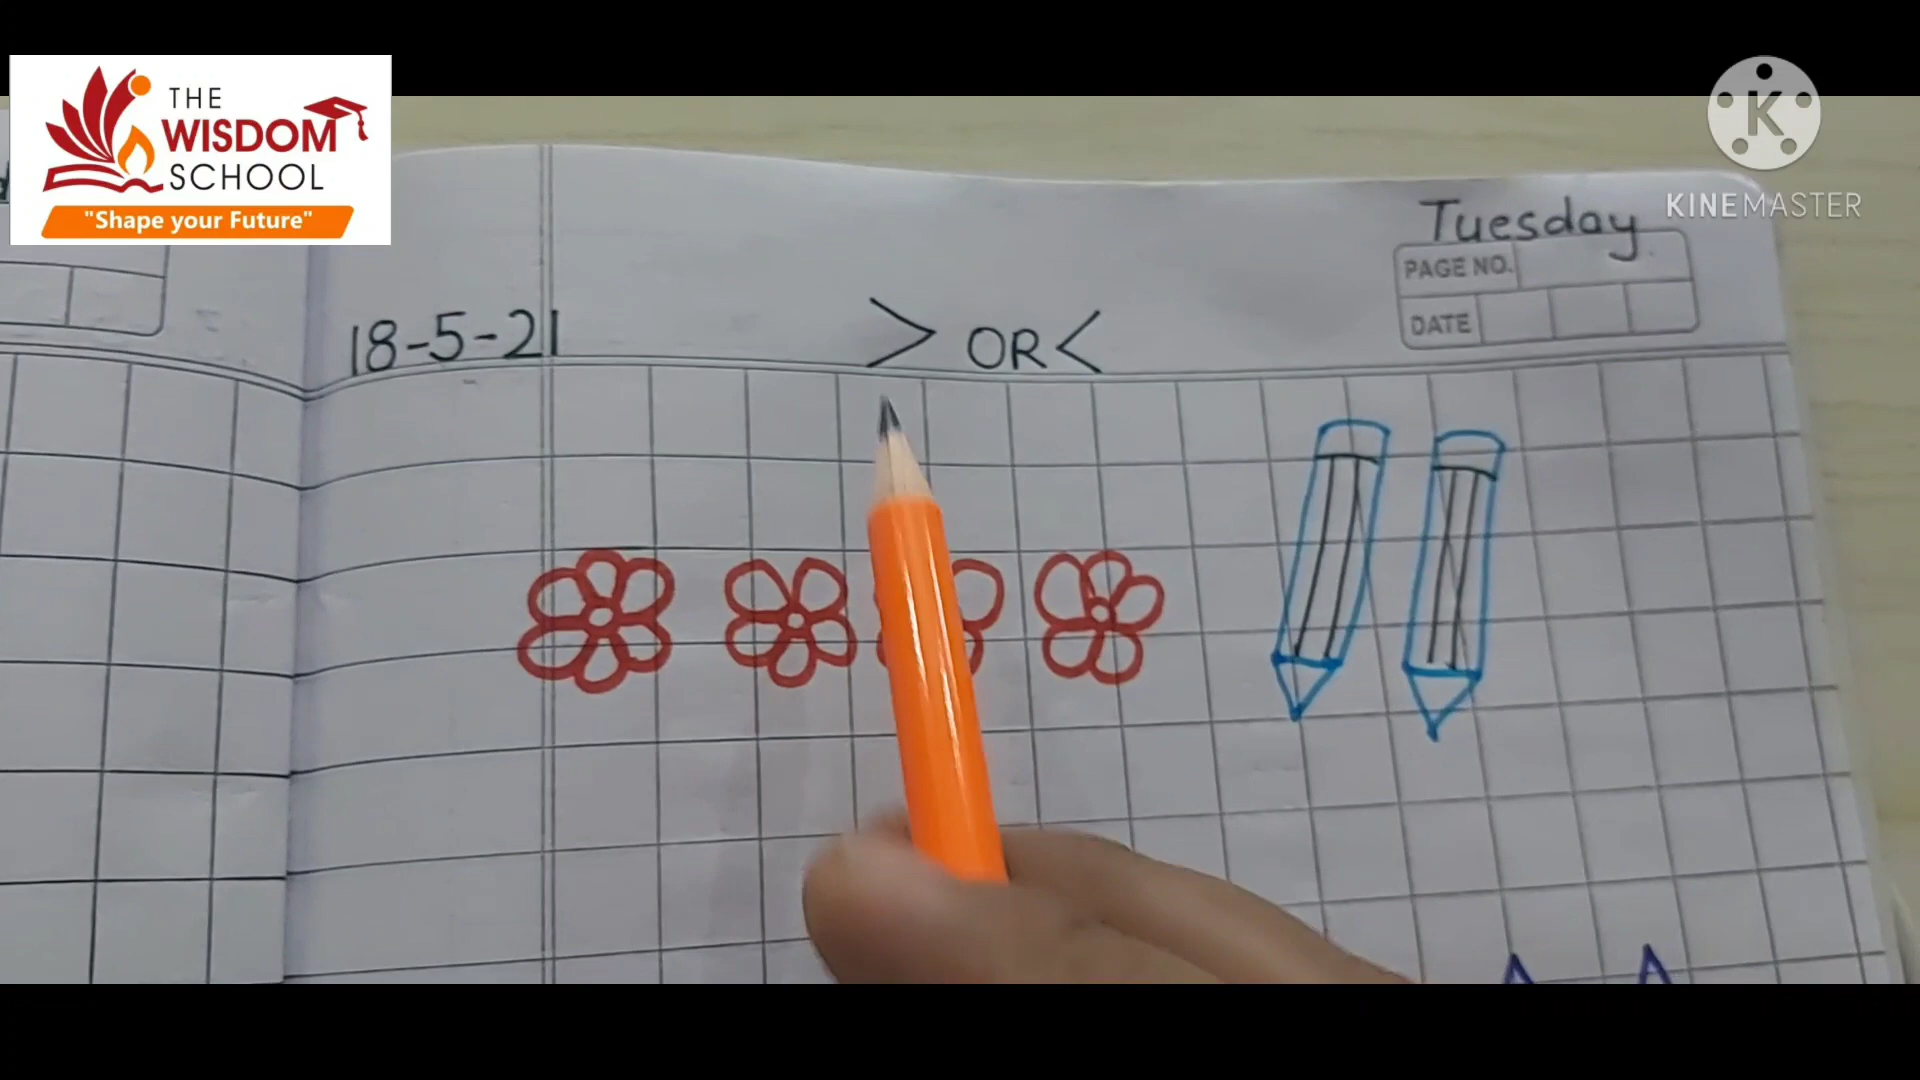 THE
WISDOM
SCHOOL
"Shape your Future"
K
KINEMASTER
Tuesday
PAGE NO.
DATE
18-5-21
> OR <